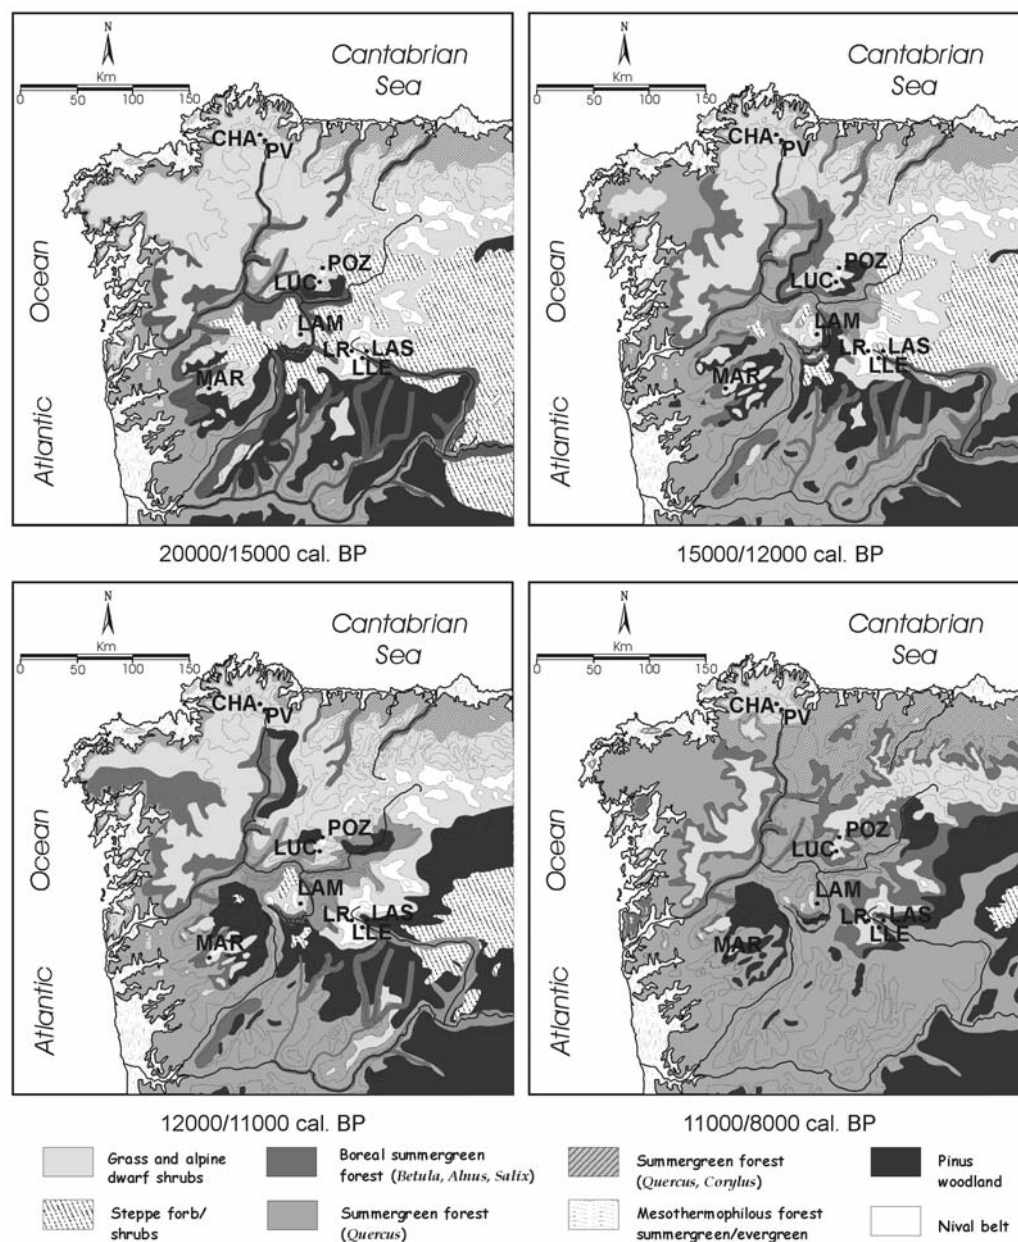 N
Km
0 50 100 150
Cantabrian
Sea
CHA
PV
Ocean
Atlantic
POZ
LUC
LAM
LR
LAS
LLE
MAR
20000/15000 cal. BP
N
Km
0 50 100 150
Cantabrian
Sea
CHA
PV
Ocean
Atlantic
POZ
LUC
LAM
LR
LAS
LLE
MAR
15000/12000 cal. BP
N
Km
0 50 100 150
Cantabrian
Sea
CHA
PV
Ocean
Atlantic
POZ
LUC
LAM
LR
LAS
LLE
MAR
12000/11000 cal. BP
N
Km
0 50 100 150
Cantabrian
Sea
CHA
PV
Ocean
Atlantic
POZ
LUC
LAM
LR
LAS
LLE
MAR
11000/8000 cal. BP
Grass and alpine
dwarf shrubs
Boreal summergreen
forest (Betula, Alnus, Salix)
Summergreen forest
(Quercus, Corylus)
Pinus
woodland
Steppe forb/
shrubs
Summergreen forest
(Quercus)
Mesothermophilous forest
summergreen/evergreen
Nival belt